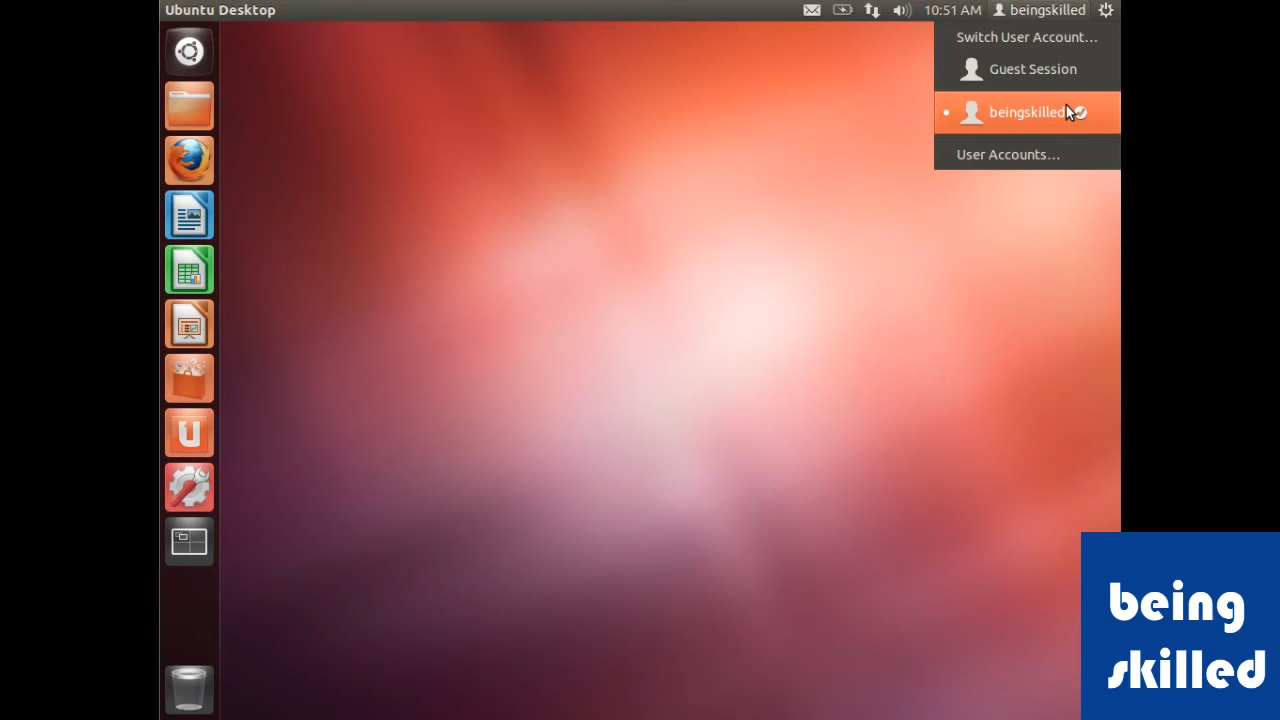 Ubuntu Desktop
10:51 AM
beingskilled
Switch User Account...
Guest Session
beingskilled
User Accounts...
U
being
skilled